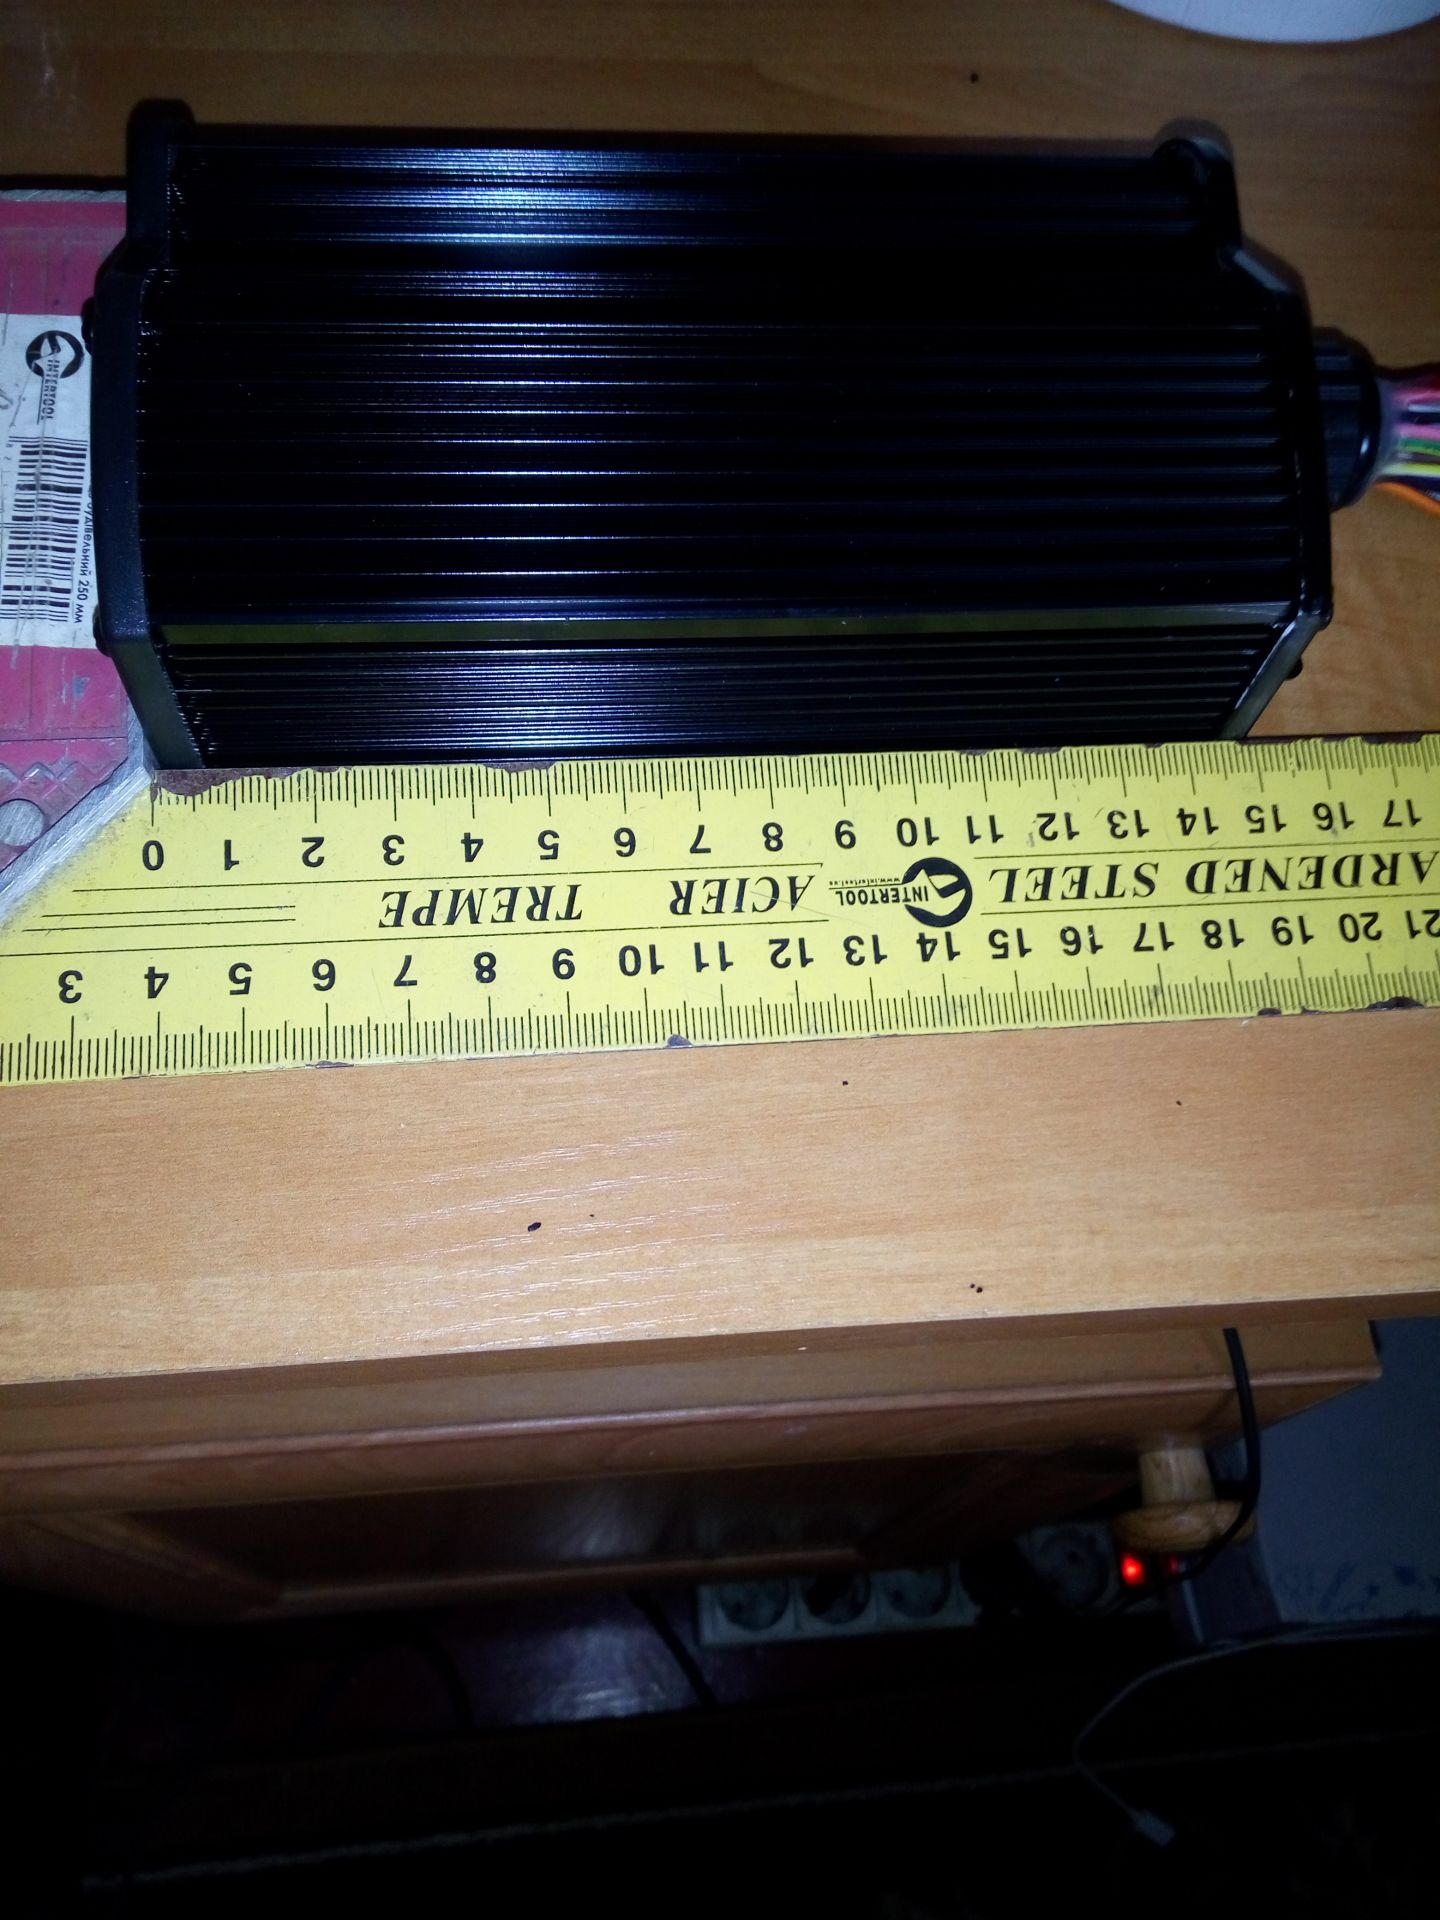 INTERTOOL
INTERTOOL
будівельний 250 мм
0 1 2 3 4 5 6 7 8 9 10 11 12 13 14 15 16 17
TREMPE ACIER INTERTOOL ARDENED STEEL
3 4 5 6 7 8 9 10 11 12 13 14 15 16 17 18 19 20 21